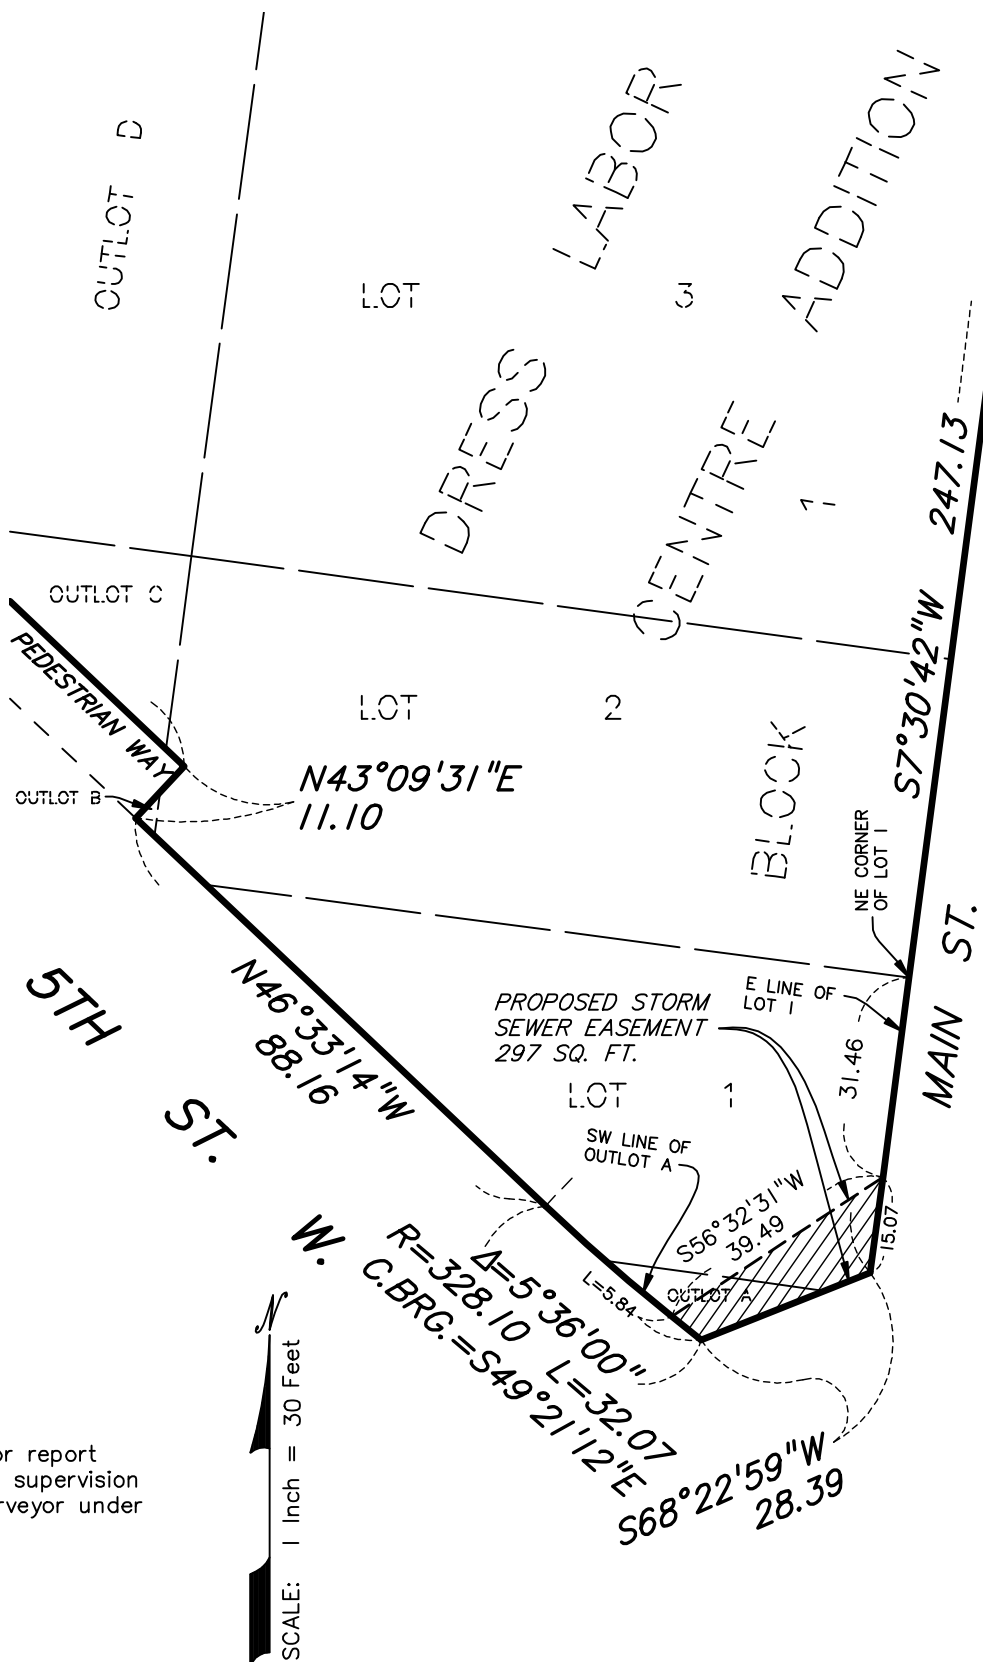 OUTLOT D
LABOR
ADDITION
LOT 3
DRESS
CENTRE
1
247.13
OUTLOT C
S7°30'42"W
PEDESTRIAN WAY
LOT 2
BLOCK
OUTLOT B
N43°09'31"E
11.10
NE CORNER
OF LOT 1
MAIN ST.
5TH ST. W.
N46°33'14"W
88.16
E LINE OF
LOT 1
PROPOSED STORM
SEWER EASEMENT
297 SQ. FT.
31.46
LOT 1
SW LINE OF
OUTLOT A
S56°32'31"W
39.49
15.07
L=5.84
OUTLOT A
Δ=5°36'00"
R=328.10 L=32.07
C.BRG.=S49°21'12"E
S68°22'59"W
28.39
N
SCALE: 1 Inch = 30 Feet
or report
supervision
rveyor under